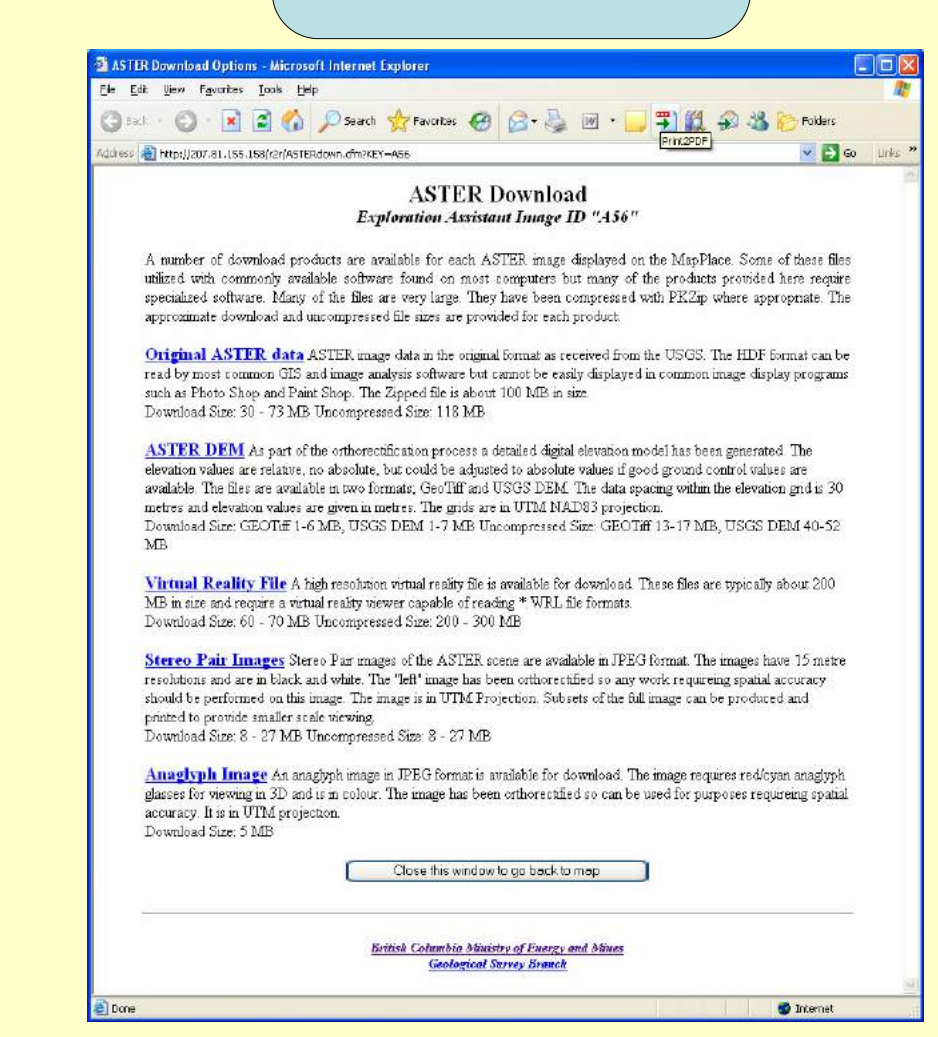 ASTER Download Options - Microsoft Internet Explorer
File Edit View Favorites Tools Help
Back Search Favorites Folders
Print2PDF
Address http://207.81.155.158/r2r/ASTERdown.cfm?KEY=A56 Go Links »
ASTER Download
Exploration Assistant Image ID "A56"
A number of download products are available for each ASTER image displayed on the MapPlace. Some of these files
utilized with commonly available software found on most computers but many of the products provided here require
specialized software. Many of the files are very large. They have been compressed with PKZip where appropriate. The
approximate download and uncompressed file sizes are provided for each product.
Original ASTER data ASTER image data in the original format as received from the USGS. The HDF format can be
read by most common GIS and image analysis software but cannot be easily displayed in common image display programs
such as Photo Shop and Paint Shop. The Zipped file is about 100 MB in size.
Download Size: 30 - 73 MB Uncompressed Size: 118 MB
ASTER DEM As part of the orthorectification process a detailed digital elevation model has been generated. The
elevation values are relative, no absolute, but could be adjusted to absolute values if good ground control values are
available. The files are available in two formats; GeoTiff and USGS DEM. The data spacing within the elevation grid is 30
metres and elevation values are given in metres. The grids are in UTM NAD83 projection.
Download Size: GEOTiff 1-6 MB, USGS DEM 1-7 MB Uncompressed Size: GEOTiff 13-17 MB, USGS DEM 40-52
MB
Virtual Reality File A high resolution virtual reality file is available for download. These files are typically about 200
MB in size and require a virtual reality viewer capable of reading *.WRL file formats.
Download Size: 60 - 70 MB Uncompressed Size: 200 - 300 MB
Stereo Pair Images Stereo Pair images of the ASTER scene are available in JPEG format. The images have 15 metre
resolutions and are in black and white. The "left" image has been orthorectified so any work requireing spatial accuracy
should be performed on this image. The image is in UTM Projection. Subsets of the full image can be produced and
printed to provide smaller scale viewing.
Download Size: 8 - 27 MB Uncompressed Size: 8 - 27 MB
Anaglyph Image An anaglyph image in JPEG format is available for download. The image requires red/cyan anaglyph
glasses for viewing in 3D and is in colour. The image has been orthorectified so can be used for purposes requireing spatial
accuracy. It is in UTM projection.
Download Size: 5 MB
Close this window to go back to map
British Columbia Ministry of Energy and Mines
Geological Survey Branch
Done Internet